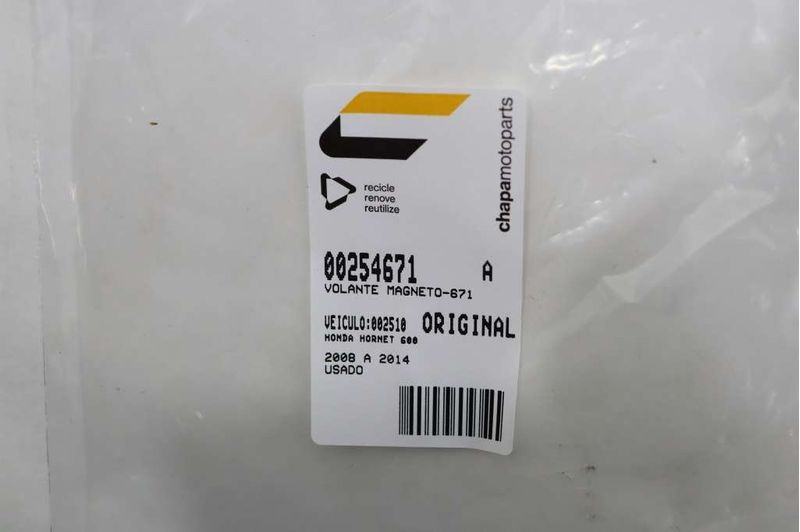 chapamotoparts
recicle
renove
reutilize
00254671 A
VOLANTE MAGNETO-671
VEICULO:002510 ORIGINAL
HONDA HORNET 600
2008 A 2014
USADO